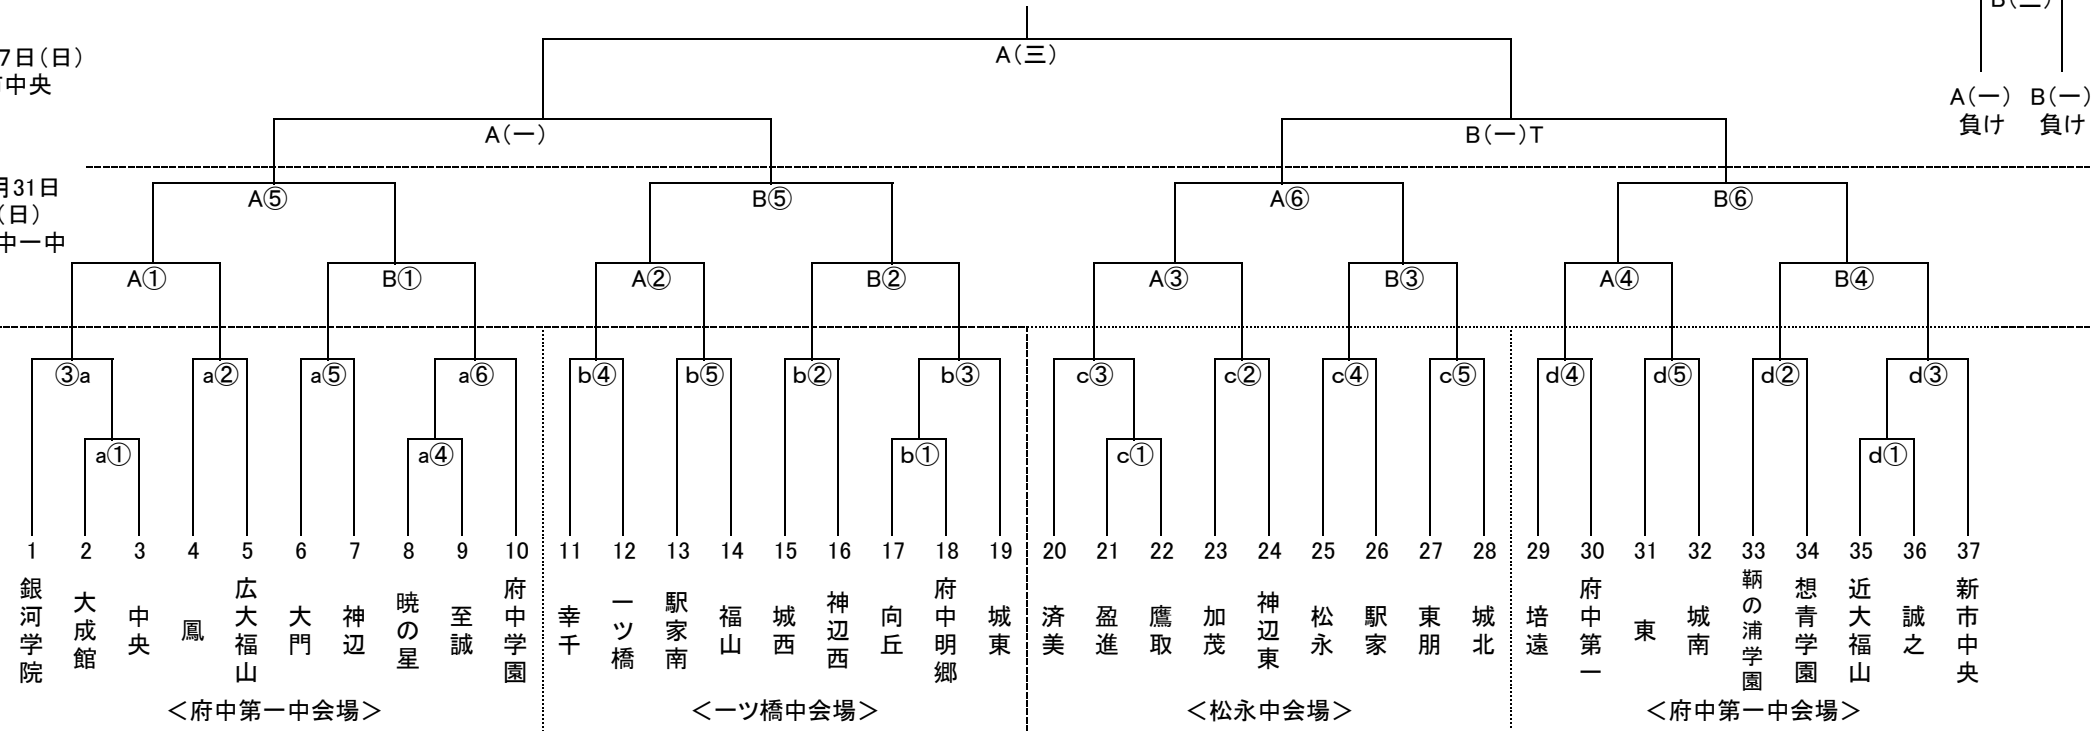 B(二)
7日(日)
中央
A(三)
A(一) B(一)
負け 負け
A(一) B(一)T
月31日
(日)
中一中
A⑤ B⑤ A⑥ B⑥
A① B① A② B② A③ B③ A④ B④
③a a② a⑤ a⑥ b④ b⑤ b② b③ c③ c② c④ c⑤ d④ d⑤ d② d③
a① a④ b① c① d①
1 2 3 4 5 6 7 8 9 10 11 12 13 14 15 16 17 18 19 20 21 22 23 24 25 26 27 28 29 30 31 32 33 34 35 36 37
銀河学院
大成館
中央
鳳
広大福山
大門
神辺
暁の星
至誠
府中学園
幸千
一ツ橋
駅家南
福山
城西
神辺西
向丘
府中明郷
城東
済美
盈進
鷹取
加茂
神辺東
松永
駅家
東朋
城北
培遠
府中第一
東
城南
鞆の浦学園
想青学園
近大福山
誠之
新市中央
＜府中第一中会場＞ ＜一ツ橋中会場＞ ＜松永中会場＞ ＜府中第一中会場＞